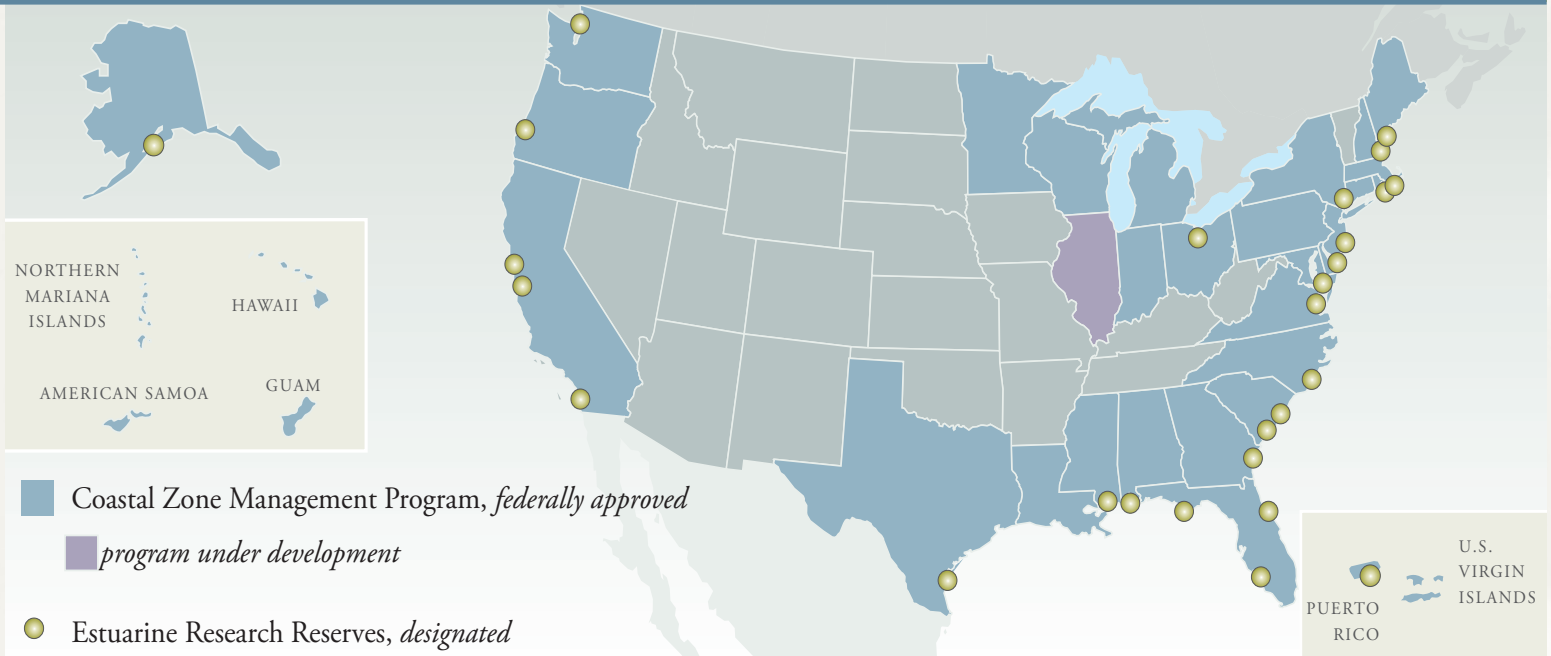 NORTHERN
MARIANA
ISLANDS
HAWAII
AMERICAN SAMOA
GUAM
Coastal Zone Management Program, federally approved
program under development
Estuarine Research Reserves, designated
U.S.
VIRGIN
ISLANDS
PUERTO
RICO